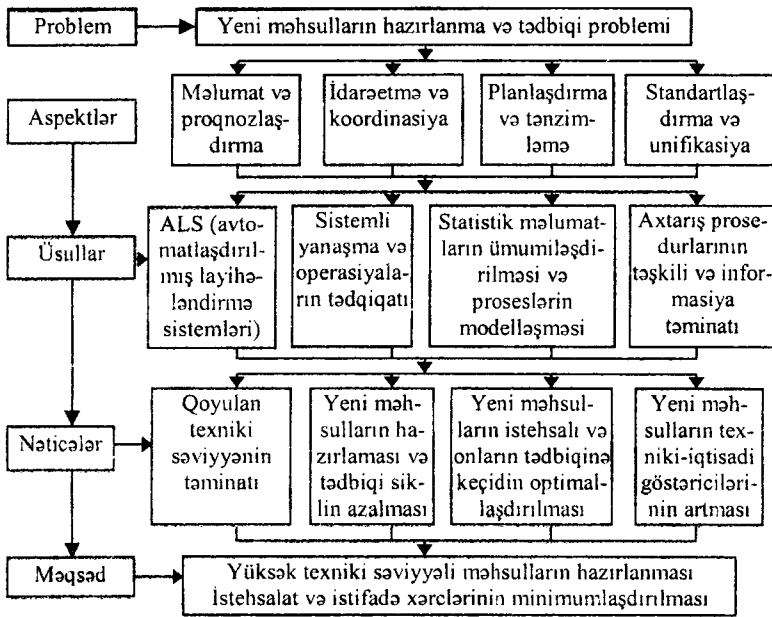 Problem
Yeni məhsulların hazırlanma və tədbiqi problemi
Aspektlər
Məlumat və
proqnozlaş-
dırma
İdarəetmə və
koordinasiya
Planlaşdırma
və tənzim-
ləmə
Standartlaş-
dırma və
unifikasiya
Üsullar
ALS (avto-
matlaşdırıl-
mış layihə-
ləndirmə
sistemləri)
Sistemli
yanaşma və
operasiyala-
rın tədqiqatı
Statistik məlumat-
ların ümumiləşdi-
rilməsi və
proseslərin
modelləşməsi
Axtarış prose-
durlarının
təşkili və infor-
masiya
təminatı
Nəticələr
Qoyulan
texniki
səviyyənin
təminatı
Yeni məh-
sulların ha-
zırlaması və
tədbiqi sik-
lin azalması
Yeni məhsul-
ların istehsalı və
onların tədbiqinə
keçidin optimal-
laşdırılması
Yeni məh-
sulların tex-
niki-iqtisadi
göstəriciləri-
nin artması
Məqsəd
Yüksək texniki səviyyəli məhsulların hazırlanması
İstehsalat və istifadə xərclərinin minimumlaşdırılması